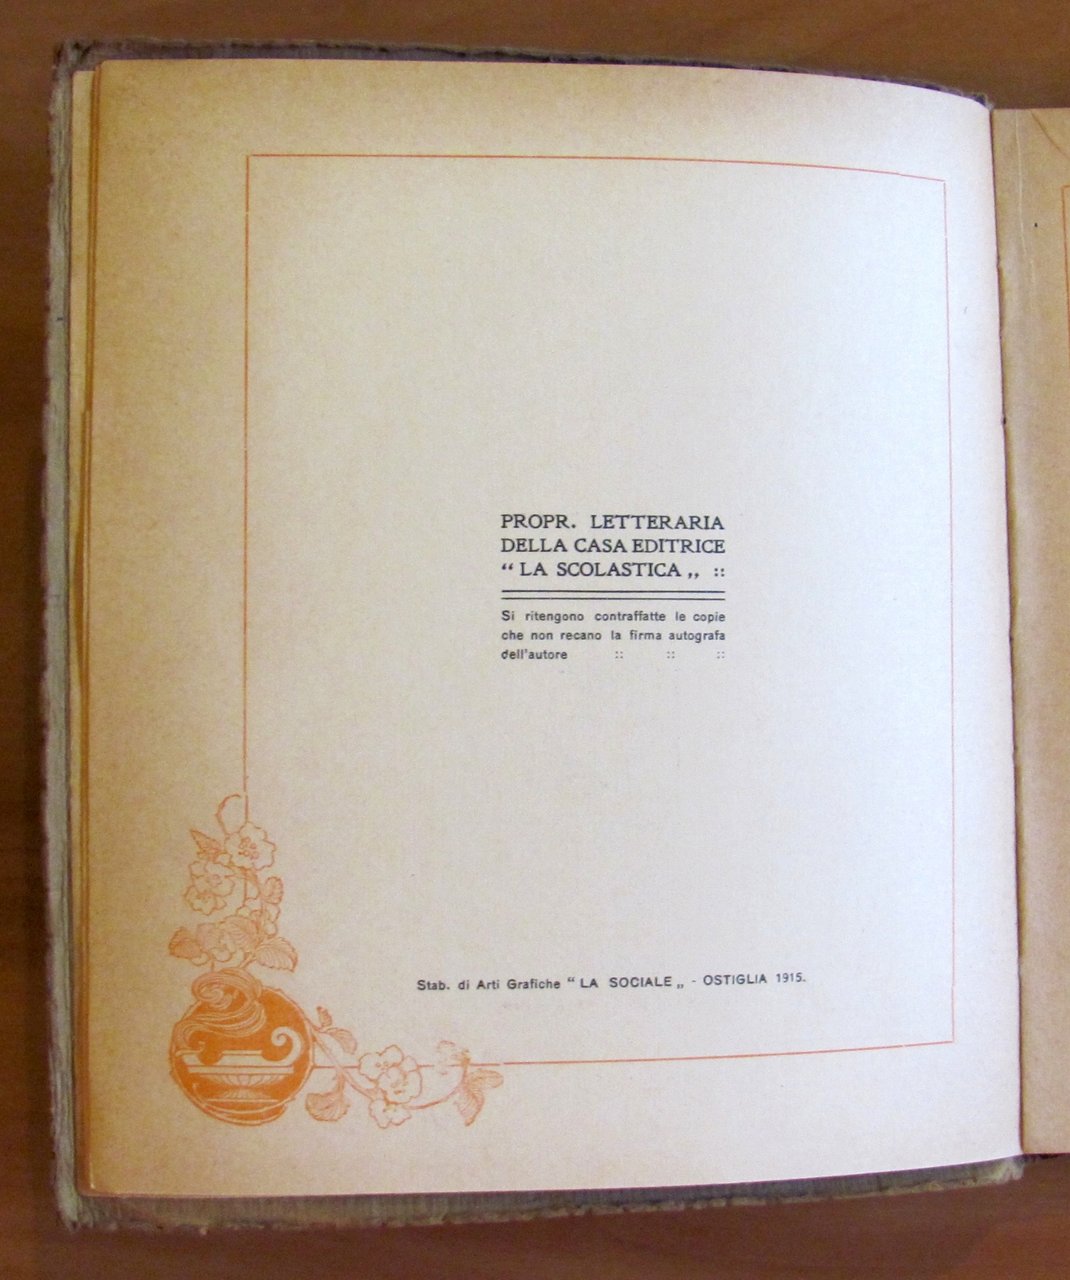 PROPR. LETTERARIA
DELLA CASA EDITRICE
“ LA SCOLASTICA „ ::
Si ritengono contraffatte le copie
che non recano la firma autografa
dell'autore :: :: ::
Stab. di Arti Grafiche “ LA SOCIALE „ - OSTIGLIA 1915.